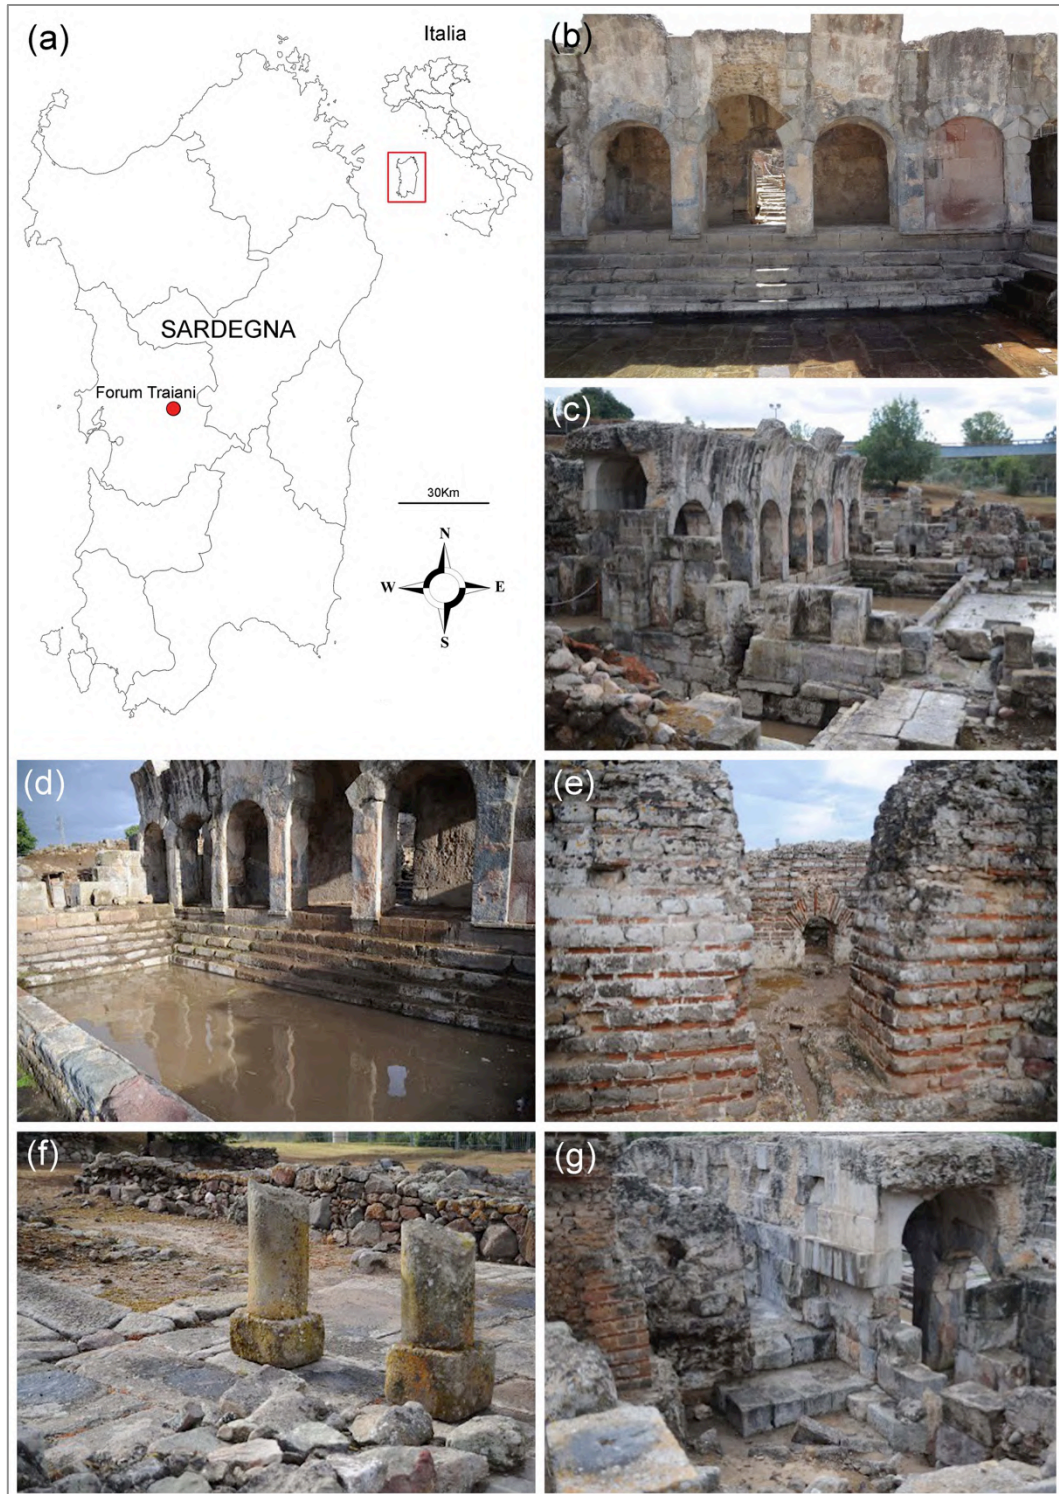 (a)
Italia
SARDEGNA
Forum Traiani
30Km
N
W
E
S
(b)
(c)
(d)
(e)
(f)
(g)